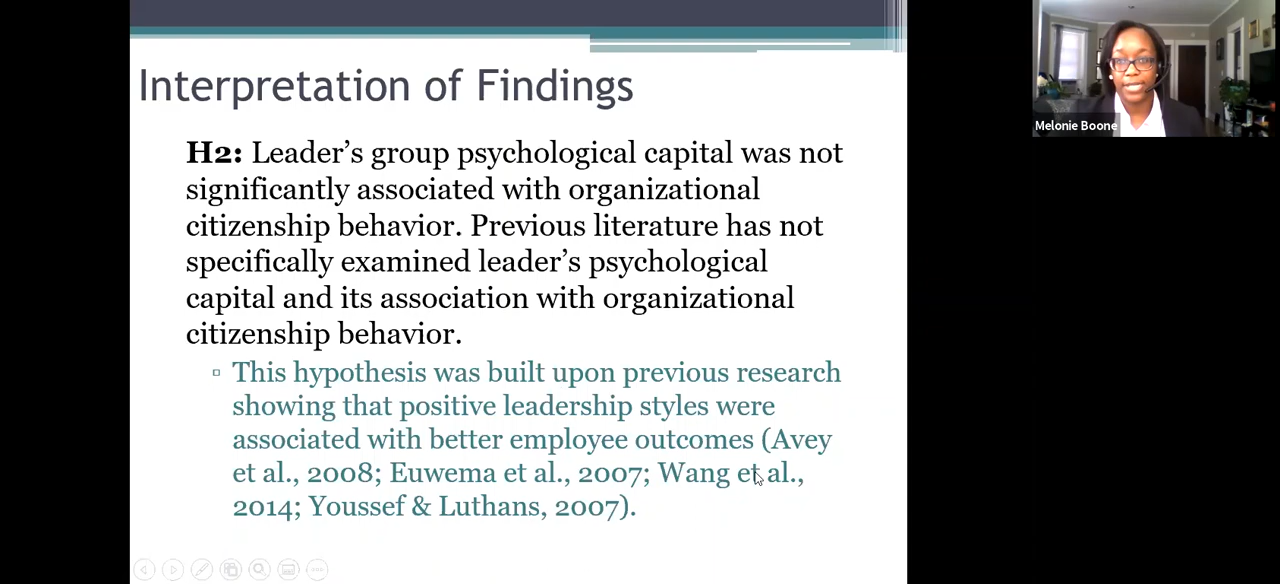 Interpretation of Findings
Melonie Boone
H2: Leader's group psychological capital was not
significantly associated with organizational
citizenship behavior. Previous literature has not
specifically examined leader's psychological
capital and its association with organizational
citizenship behavior.
This hypothesis was built upon previous research
showing that positive leadership styles were
associated with better employee outcomes (Avey
et al., 2008; Euwema et al., 2007; Wang et al.,
2014; Youssef & Luthans, 2007).